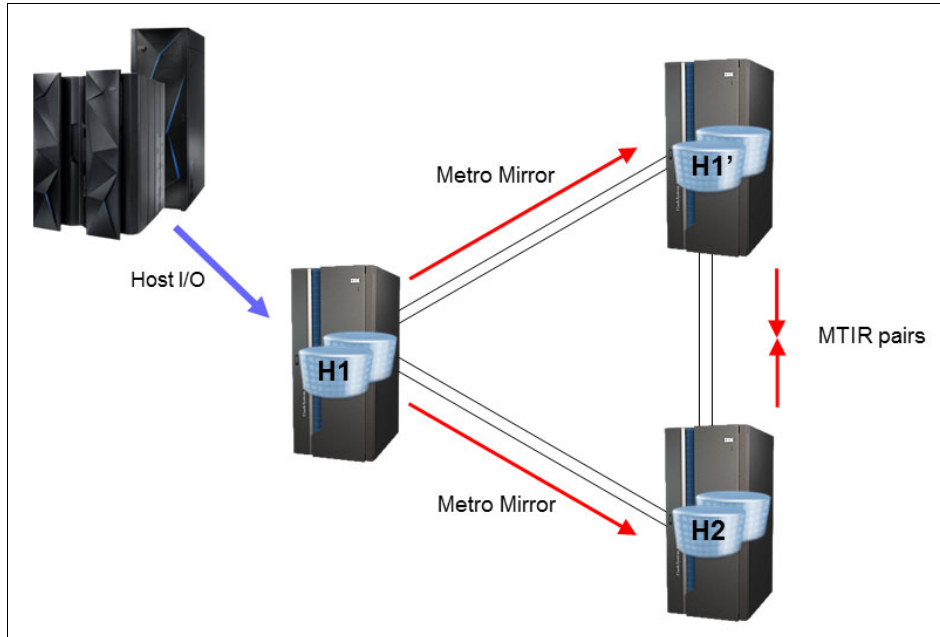 H1'
Metro Mirror
Host I/O
H1
MTIR pairs
Metro Mirror
H2